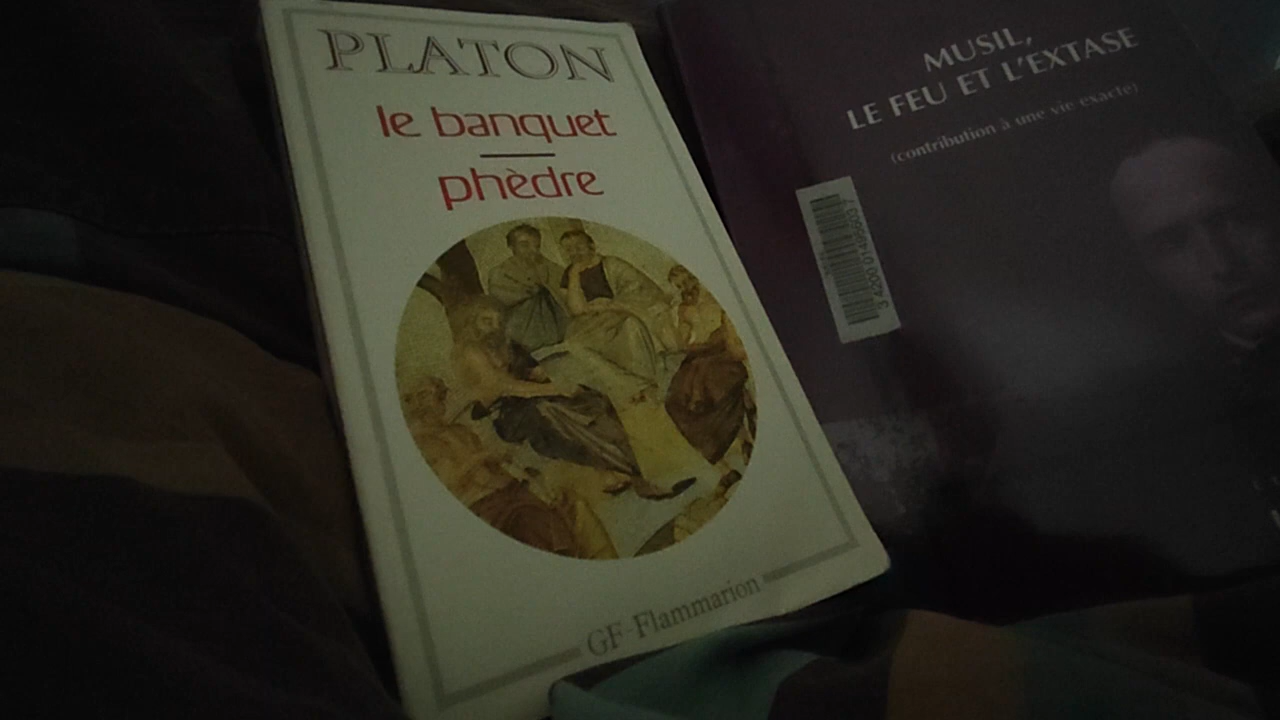 PLATON
le banquet
phèdre
GF-Flammarion
MUSIL,
LE FEU ET L'EXTASE
(contribution à une vie exacte)